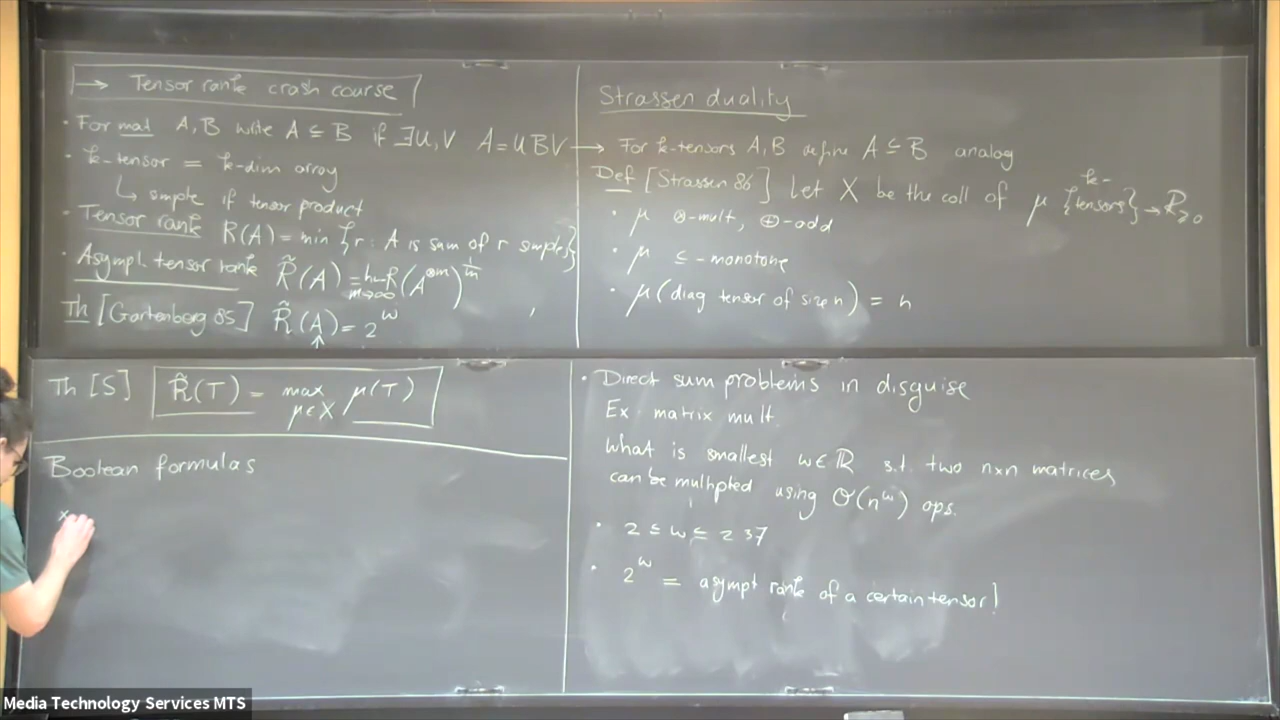 → Tensor rank crash course
· For mat A, B write A ≤ B if ∃U,V A=UBV
· k-tensor = k-dim array
↳ simple if tensor product
· Tensor rank R(A) = min {r : A is sum of r simples}
· Asympt. tensor rank R̃(A) = lim_{m→∞} R(A^{⊗m})^{1/m}
Th [Gartenberg 85] R̃(A) = 2^ω
↑
Strassen duality
→ For k-tensors A, B define A ≤ B analog
Def [Strassen 86] Let X be the coll of μ {k-tensors} → R≥0
· μ ⊗-mult, ⊕-add
· μ ≤-monotone
· μ(diag tensor of size n) = n
Th [S] R̃(T) = max_{μ∈X} μ(T)
Boolean formulas
x
· Direct sum problems in disguise
Ex matrix mult.
What is smallest ω∈ℝ s.t. two n×n matrices
can be multplied using O(n^ω) ops.
· 2 ≤ ω ≤ 2 37
· 2^ω = asympt rank of a certain tensor!
Media Technology Services MTS